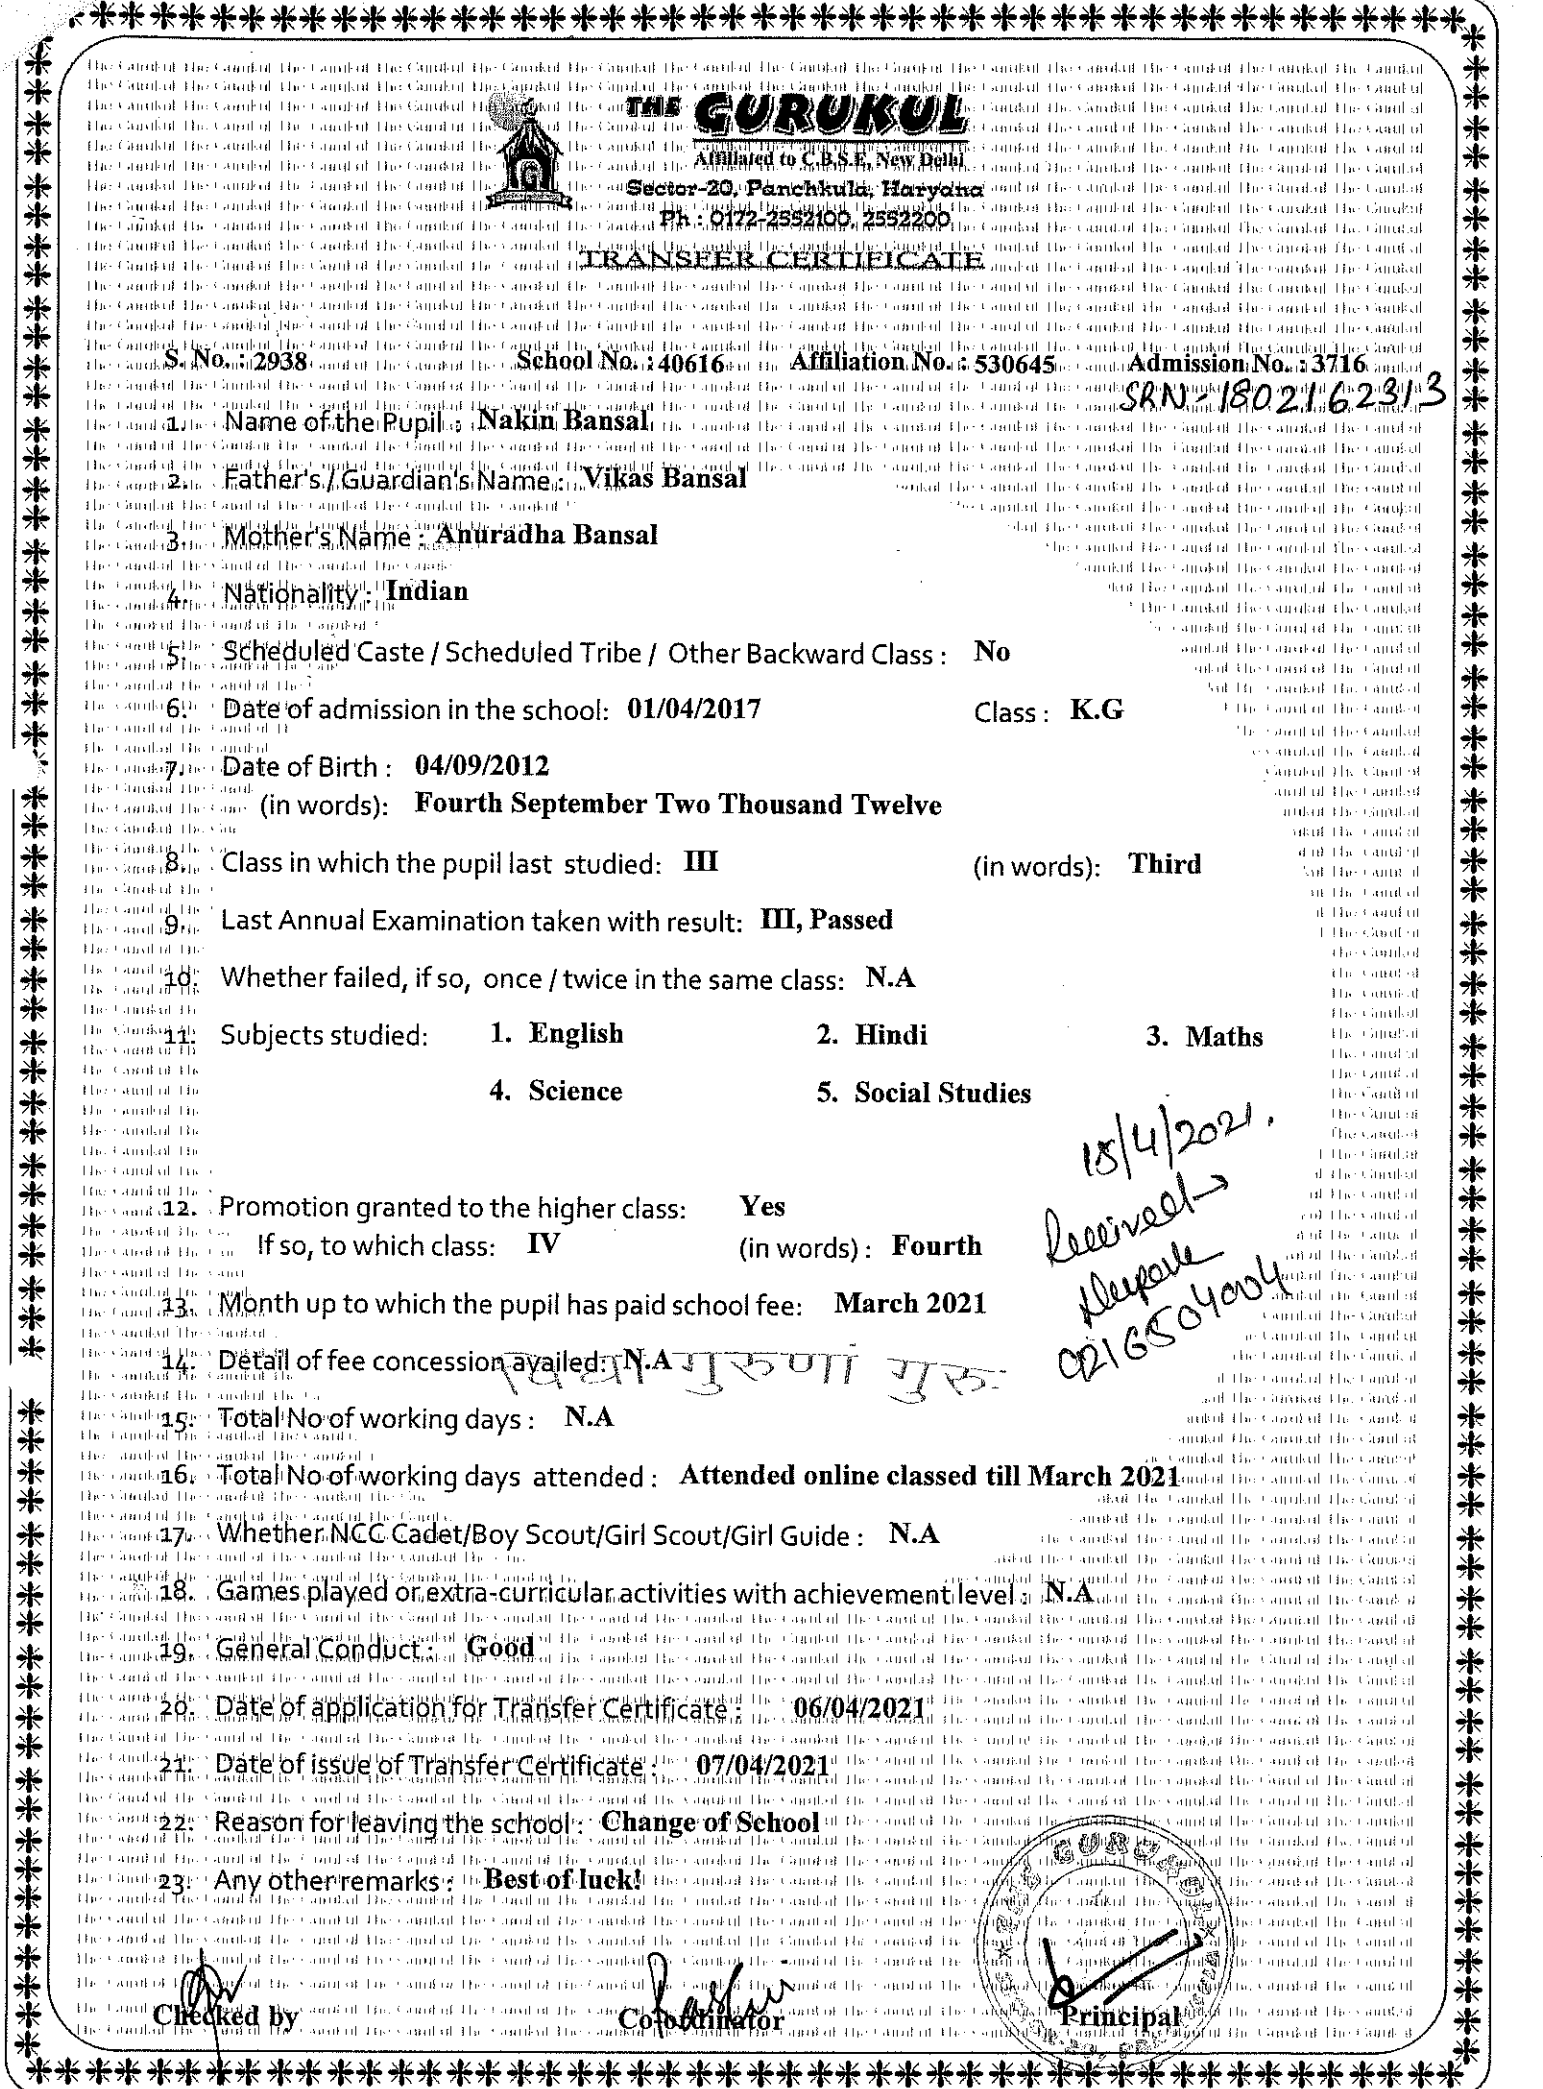 THE GURUKUL
Affiliated to C.B.S.E, New Delhi
Sector-20, Panchkula, Haryana
Ph : 0172-2552100, 2552200
TRANSFER CERTIFICATE
S. No. : 2938 School No. : 40616 Affiliation No. : 530645 Admission No. : 3716
SRN - 1802162313
1. Name of the Pupil : Nakin Bansal
2. Father's / Guardian's Name : Vikas Bansal
3. Mother's Name : Anuradha Bansal
4. Nationality : Indian
5. Scheduled Caste / Scheduled Tribe / Other Backward Class : No
6. Date of admission in the school: 01/04/2017 Class : K.G
7. Date of Birth : 04/09/2012
(in words): Fourth September Two Thousand Twelve
8. Class in which the pupil last studied: III (in words): Third
9. Last Annual Examination taken with result: III, Passed
10. Whether failed, if so, once / twice in the same class: N.A
11. Subjects studied: 1. English 2. Hindi 3. Maths
4. Science 5. Social Studies
15/4/2021.
12. Promotion granted to the higher class: Yes
Received
If so, to which class: IV (in words) : Fourth
Deepak
13. Month up to which the pupil has paid school fee: March 2021
9216504004
14. Detail of fee concession availed: N.A
गुरुणां गुरुः
15. Total No of working days : N.A
16. Total No of working days attended : Attended online classed till March 2021
17. Whether NCC Cadet/Boy Scout/Girl Scout/Girl Guide : N.A
18. Games played or extra-curricular activities with achievement level : N.A
19. General Conduct : Good
20. Date of application for Transfer Certificate : 06/04/2021
21. Date of issue of Transfer Certificate : 07/04/2021
22. Reason for leaving the school : Change of School
23. Any other remarks : Best of luck!
THE GURUKUL
Checked by Co-ordinator Principal